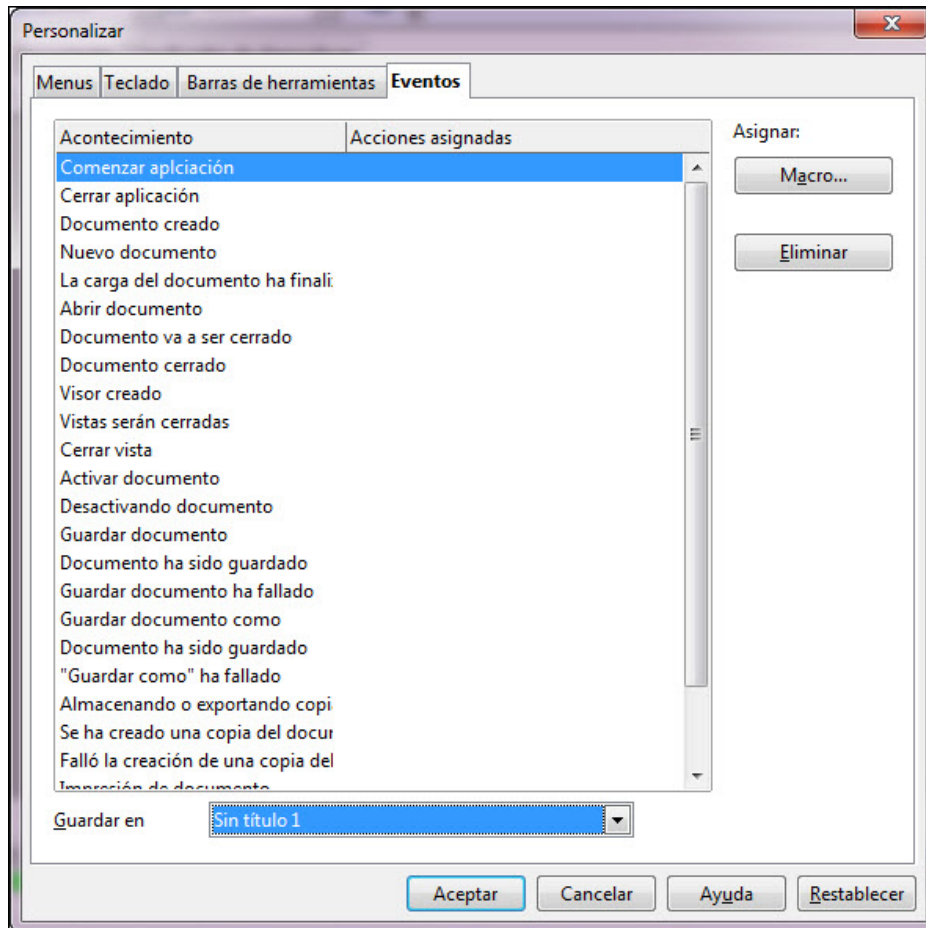 Personalizar
Menus Teclado Barras de herramientas Eventos
Acontecimiento Acciones asignadas
Asignar:
Comenzar aplciación
Macro...
Cerrar aplicación
Documento creado
Nuevo documento
Eliminar
La carga del documento ha finali
Abrir documento
Documento va a ser cerrado
Documento cerrado
Visor creado
Vistas serán cerradas
Cerrar vista
Activar documento
Desactivando documento
Guardar documento
Documento ha sido guardado
Guardar documento ha fallado
Guardar documento como
Documento ha sido guardado
"Guardar como" ha fallado
Almacenando o exportando copi
Se ha creado una copia del docur
Falló la creación de una copia del
Impresión de documento
Guardar en Sin título 1
Aceptar Cancelar Ayuda Restablecer